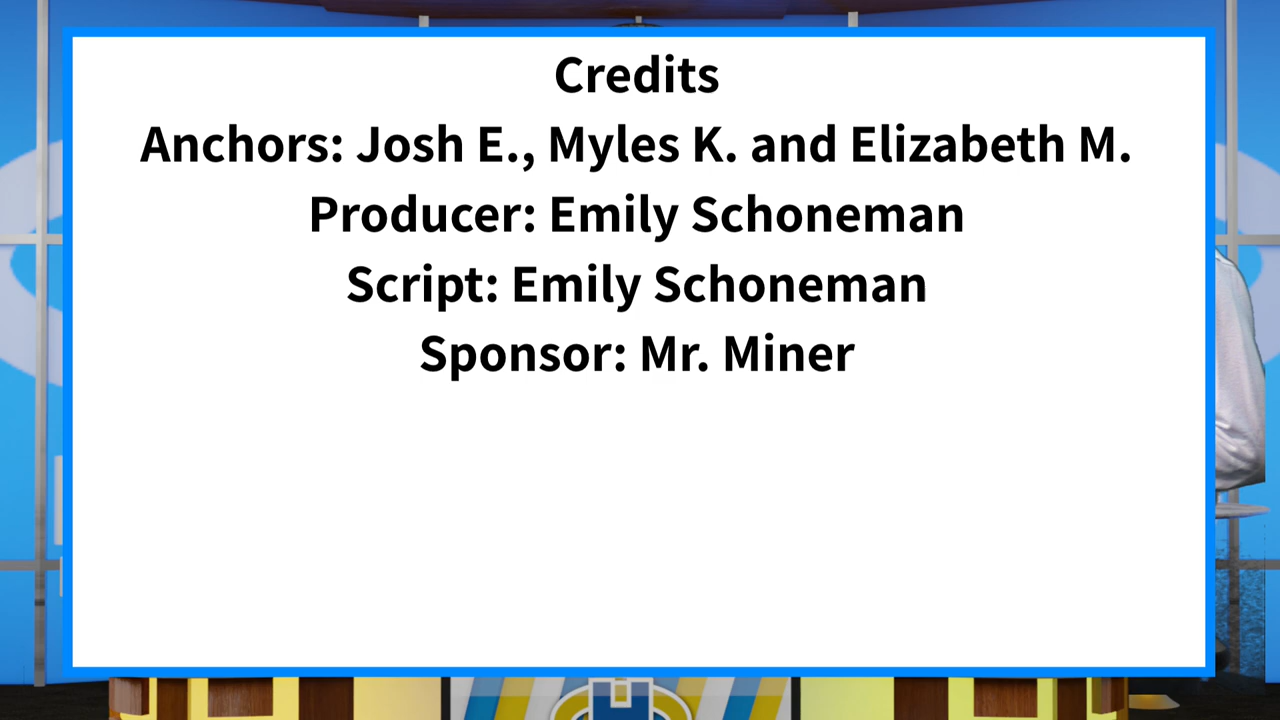 Credits
Anchors: Josh E., Myles K. and Elizabeth M.
Producer: Emily Schoneman
Script: Emily Schoneman
Sponsor: Mr. Miner